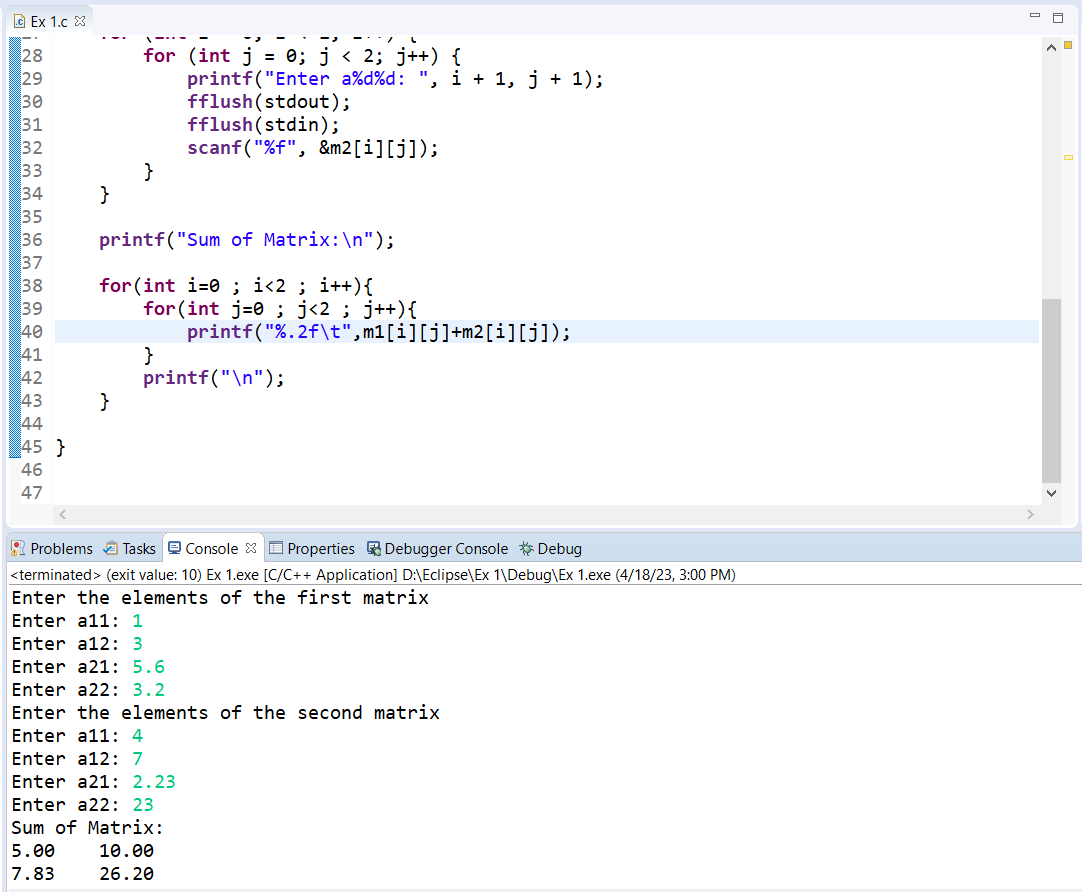 Ex 1.c
28 for (int j = 0; j < 2; j++) {
29 printf("Enter a%d%d: ", i + 1, j + 1);
30 fflush(stdout);
31 fflush(stdin);
32 scanf("%f", &m2[i][j]);
33 }
34 }
35
36 printf("Sum of Matrix:\n");
37
38 for(int i=0 ; i<2 ; i++){
39 for(int j=0 ; j<2 ; j++){
40 printf("%.2f\t",m1[i][j]+m2[i][j]);
41 }
42 printf("\n");
43 }
44
45 }
46
47
Problems Tasks Console Properties Debugger Console Debug
<terminated> (exit value: 10) Ex 1.exe [C/C++ Application] D:\Eclipse\Ex 1\Debug\Ex 1.exe (4/18/23, 3:00 PM)
Enter the elements of the first matrix
Enter a11: 1
Enter a12: 3
Enter a21: 5.6
Enter a22: 3.2
Enter the elements of the second matrix
Enter a11: 4
Enter a12: 7
Enter a21: 2.23
Enter a22: 23
Sum of Matrix:
5.00 10.00
7.83 26.20